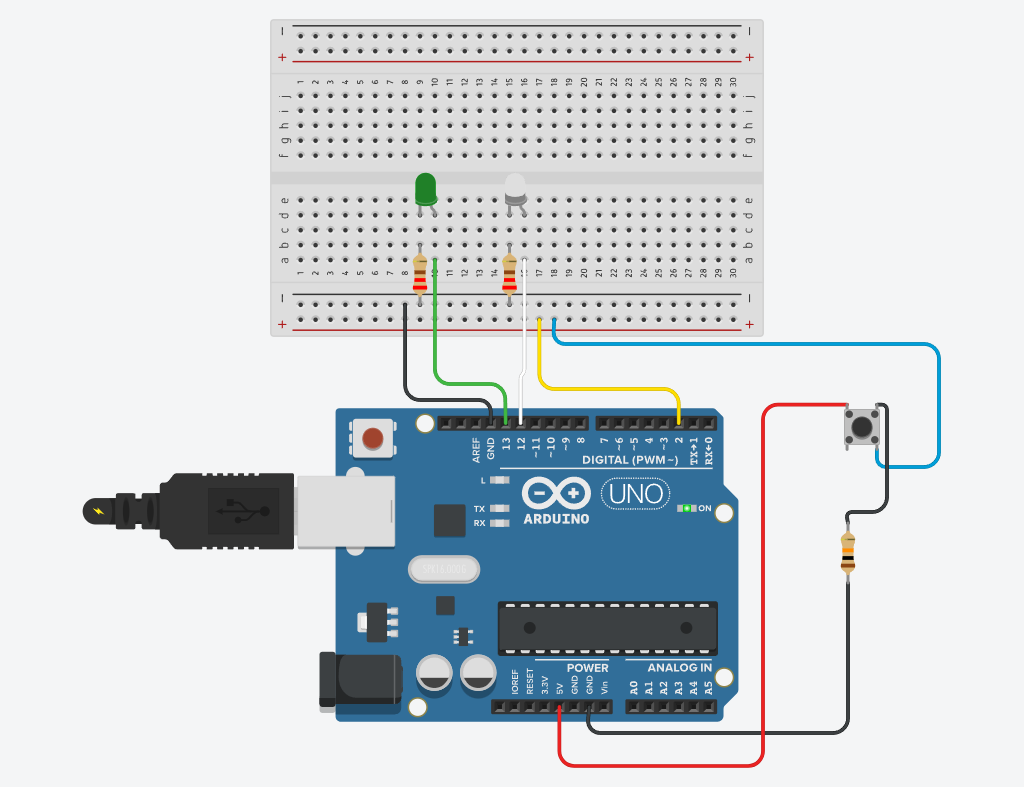 − −
+ +
1 2 3 4 5 6 7 8 9 10 11 12 13 14 15 16 17 18 19 20 21 22 23 24 25 26 27 28 29 30
j j
i i
h h
g g
f f
e e
d d
c c
b b
a a
1 2 3 4 5 6 7 8 9 10 11 12 13 14 15 16 17 18 19 20 21 22 23 24 25 26 27 28 29 30
− −
+ +
AREF GND 13 12 ~11 ~10 ~9 8 7 ~6 ~5 4 ~3 2 TX→1 RX←0
DIGITAL (PWM~)
L
TX
RX
UNO
ON
ARDUINO
POWER
ANALOG IN
IOREF RESET 3.3V 5V GND GND Vin A0 A1 A2 A3 A4 A5